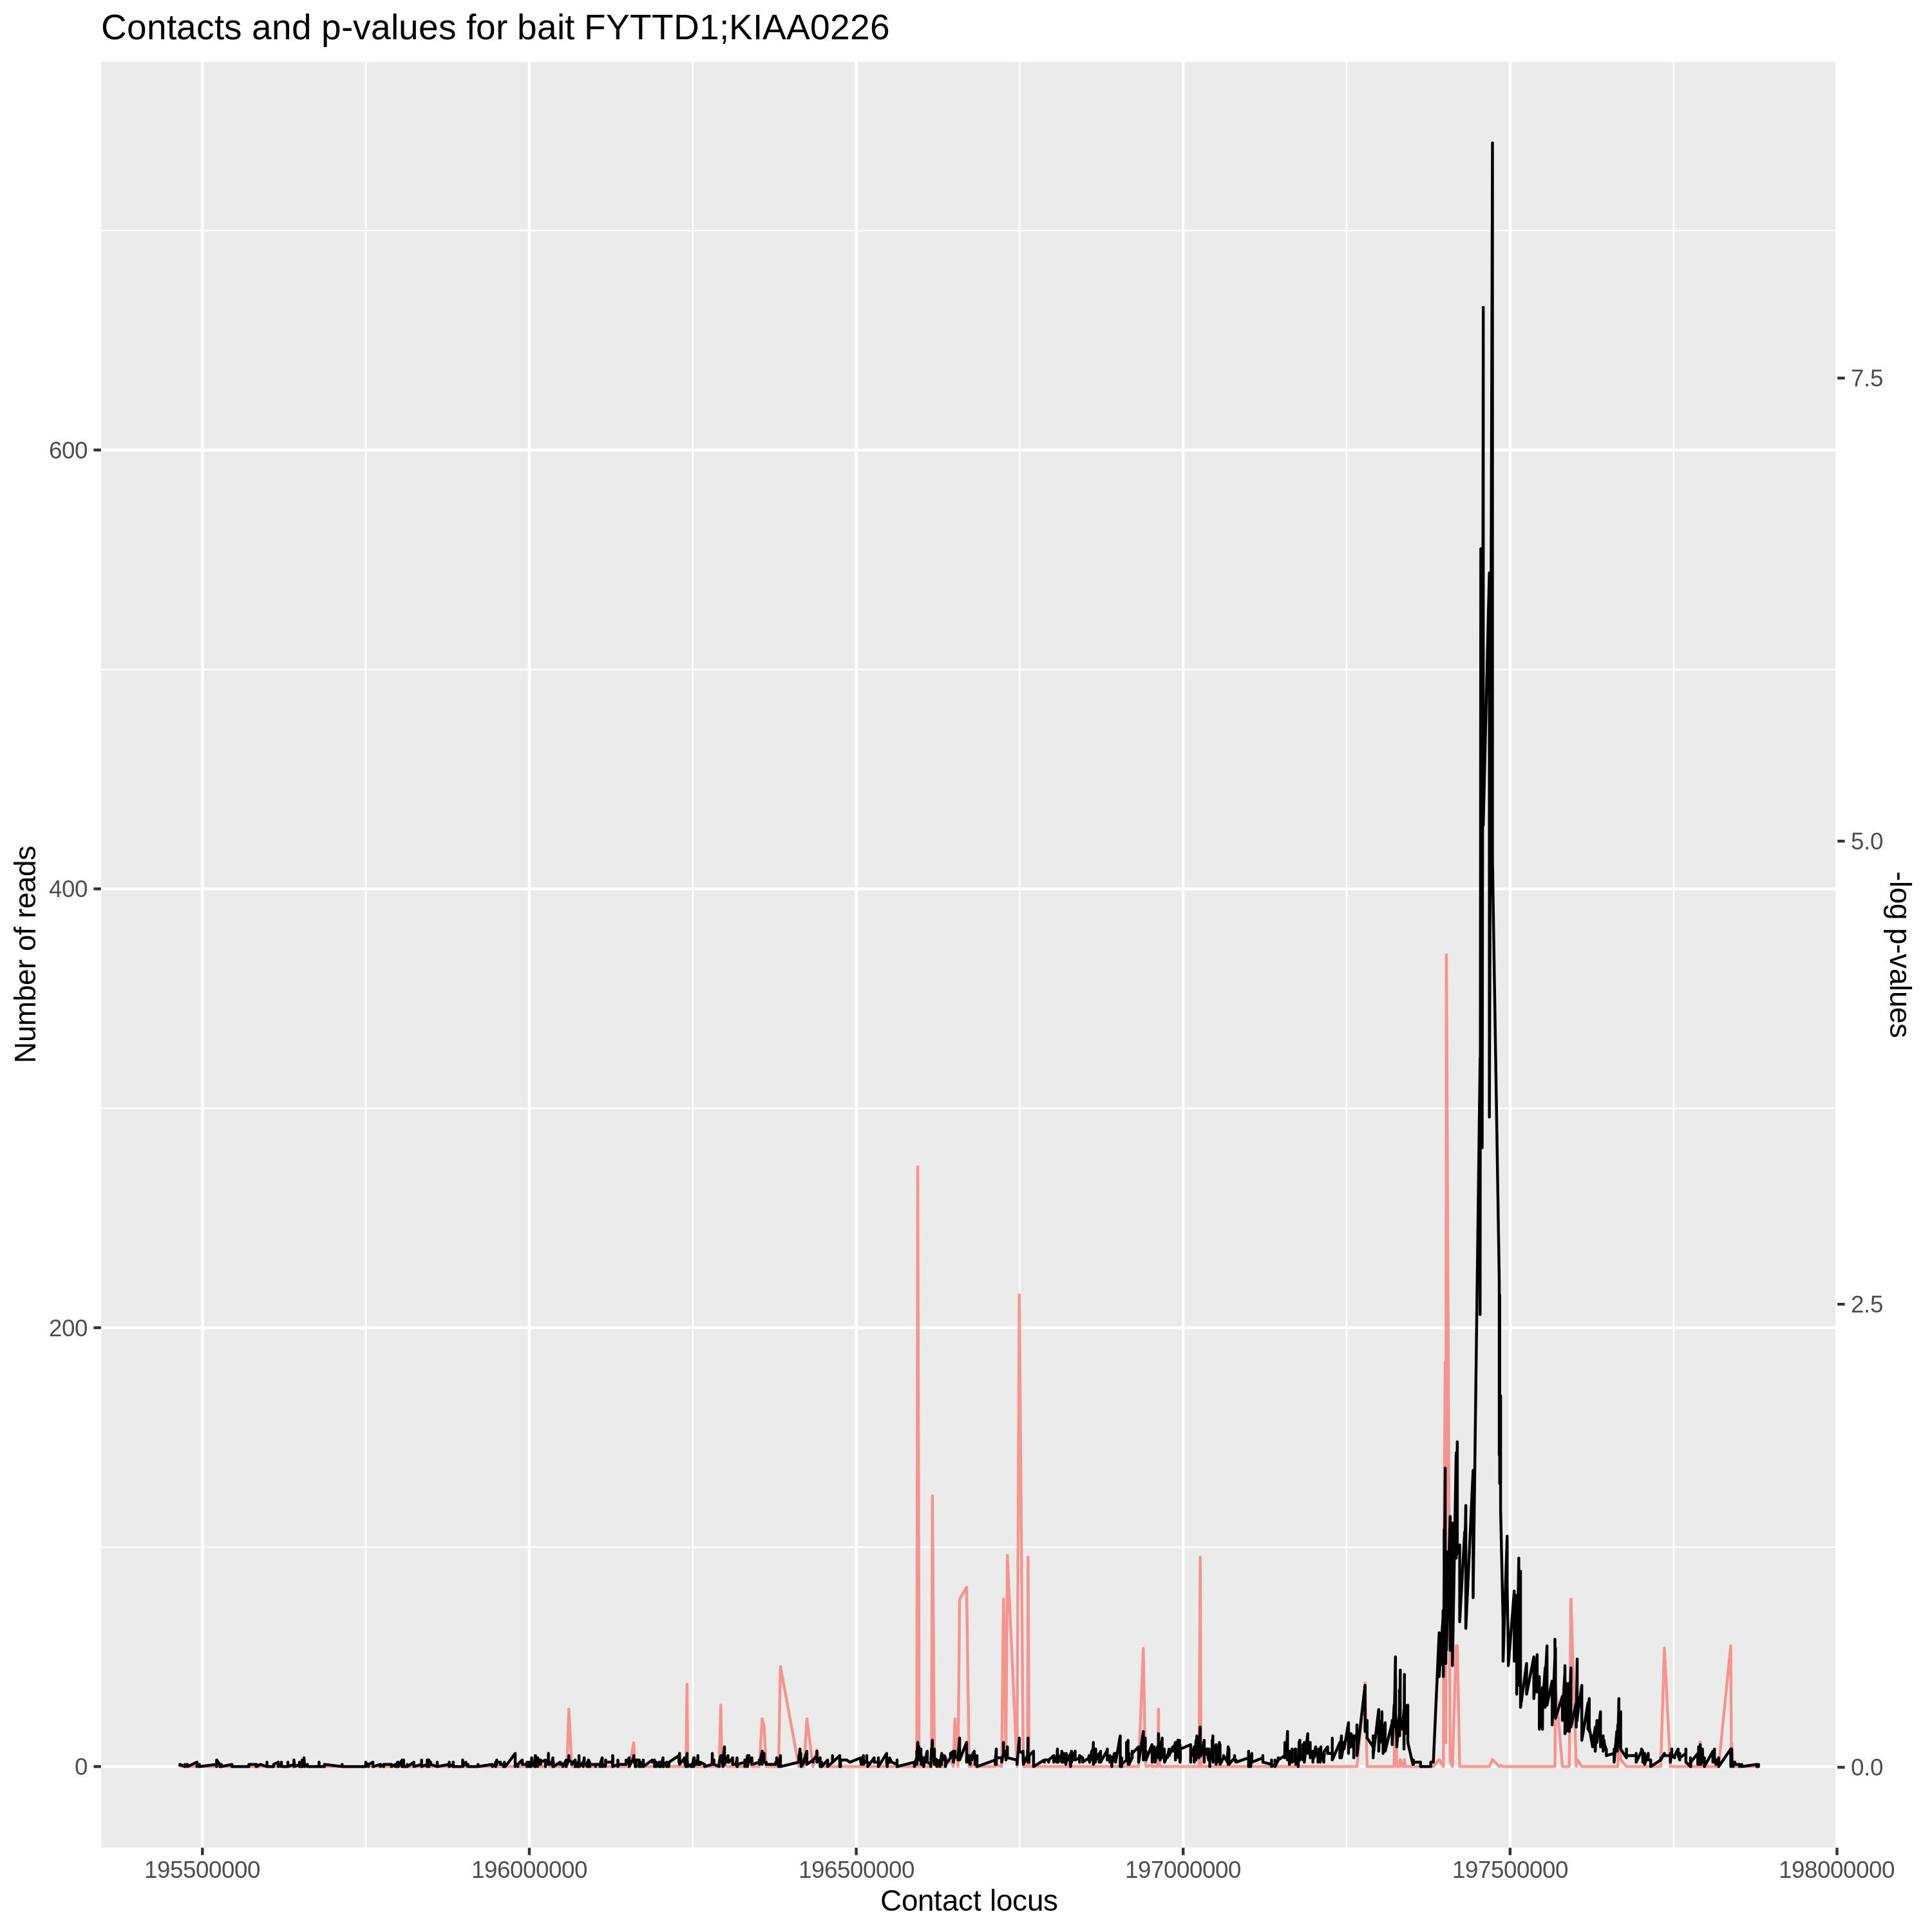 Contacts and p-values for bait FYTTD1;KIAA0226
Number of reads
600
400
200
0
7.5
5.0
2.5
0.0
-log p-values
195500000 196000000 196500000 197000000 197500000 198000000
Contact locus